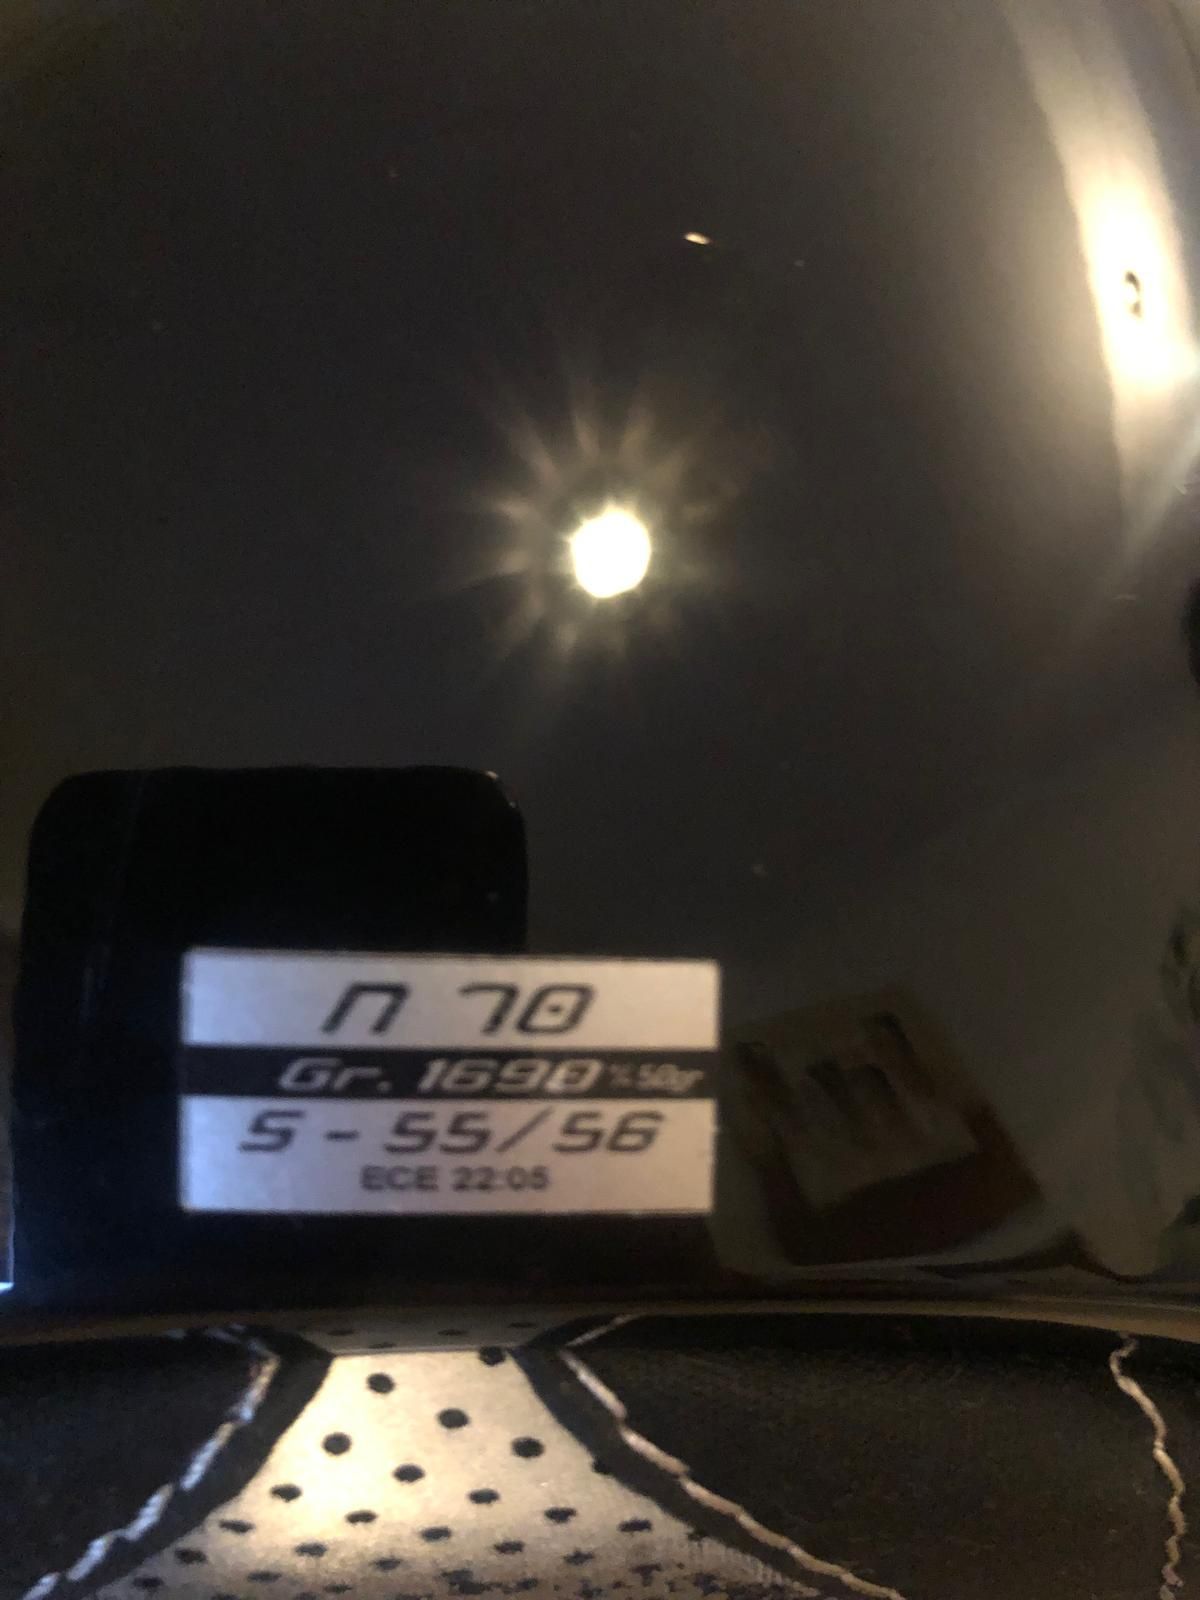 N 70
Gr. 1690 +/- 50gr
S - 55/56
ECE 22:05